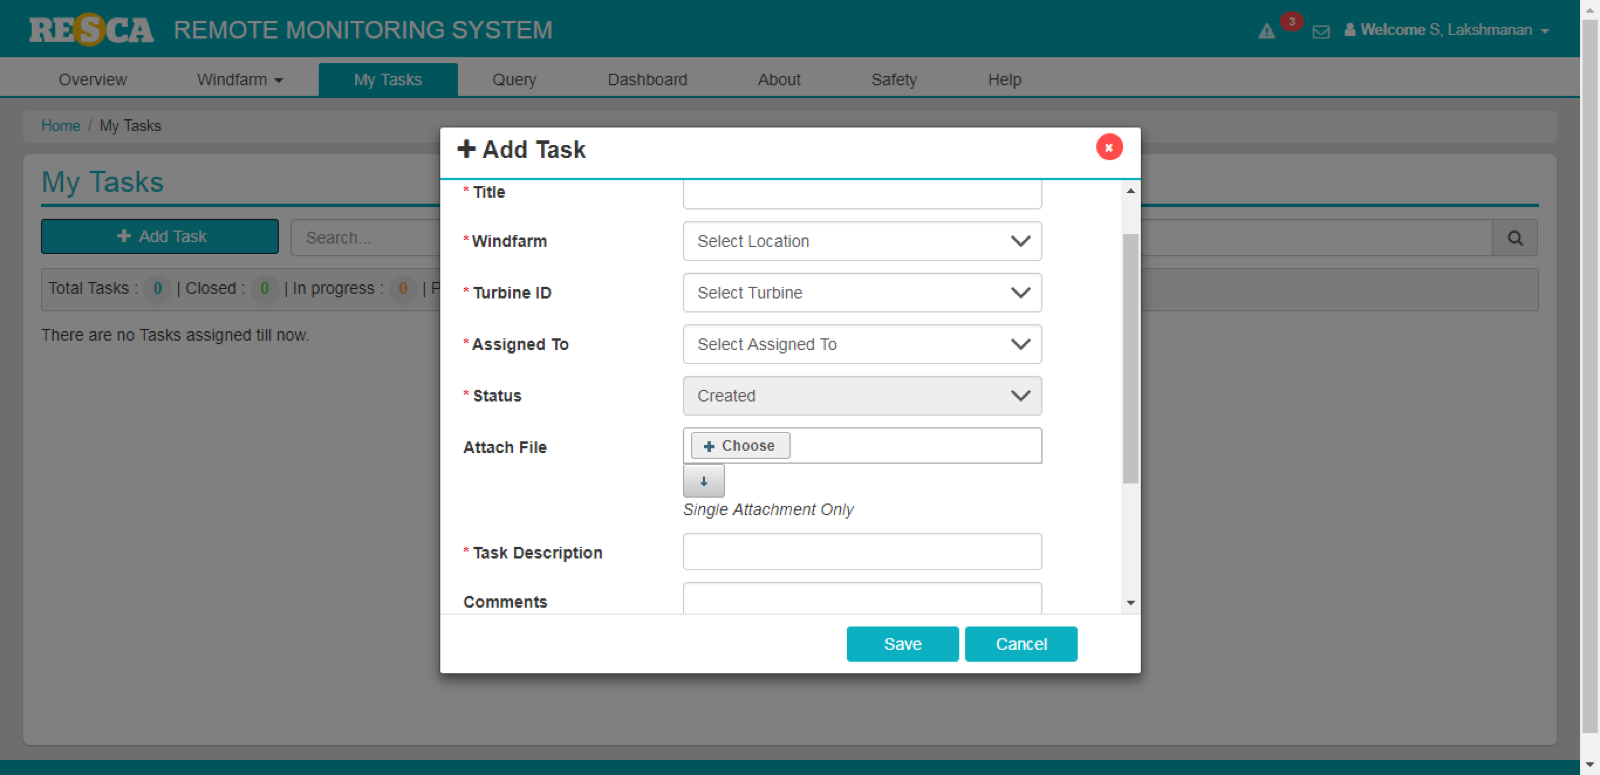 RESCA REMOTE MONITORING SYSTEM 3 Welcome S, Lakshmanan
Overview Windfarm My Tasks Query Dashboard About Safety Help
Home / My Tasks
My Tasks
+ Add Task Search...
Total Tasks : 0 | Closed : 0 | In progress : 0 | P
There are no Tasks assigned till now.
+ Add Task
* Title
* Windfarm Select Location
* Turbine ID Select Turbine
* Assigned To Select Assigned To
* Status Created
Attach File + Choose
Single Attachment Only
* Task Description
Comments
Save Cancel